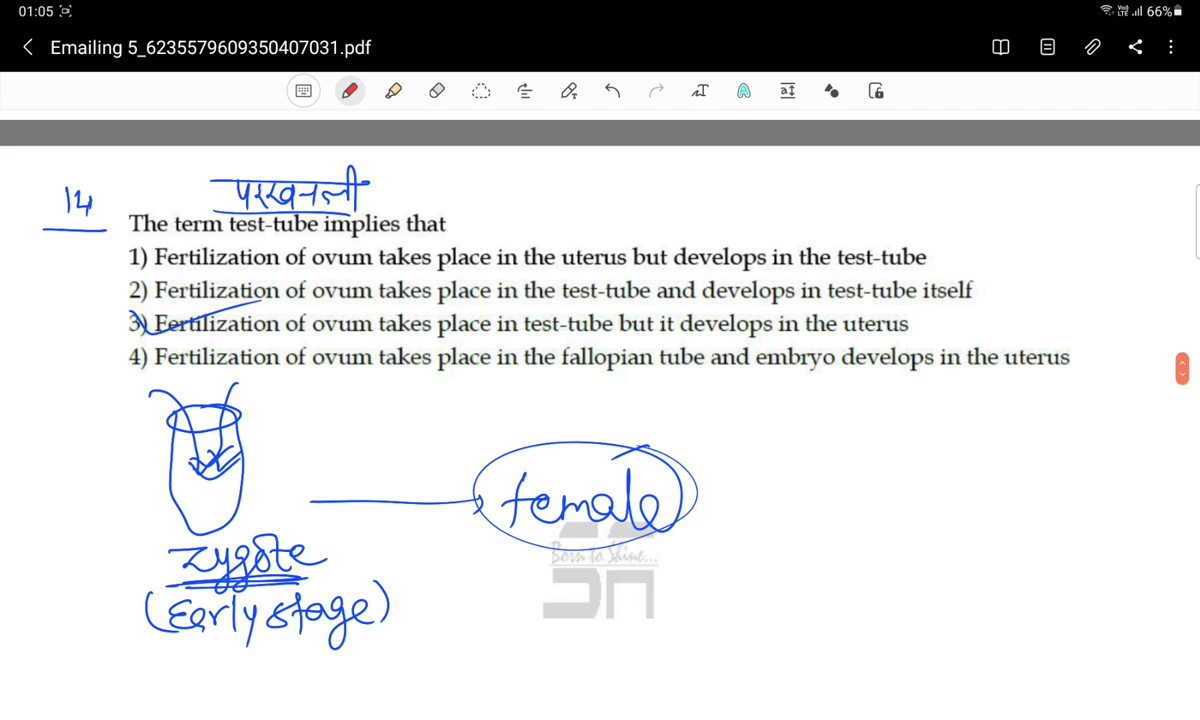 01:05 66%
Emailing 5_6235579609350407031.pdf
14 परखनली
The term test-tube implies that
1) Fertilization of ovum takes place in the uterus but develops in the test-tube
2) Fertilization of ovum takes place in the test-tube and develops in test-tube itself
3) Fertilization of ovum takes place in test-tube but it develops in the uterus
4) Fertilization of ovum takes place in the fallopian tube and embryo develops in the uterus
female
Born to Shine...
zygote
(Early stage)